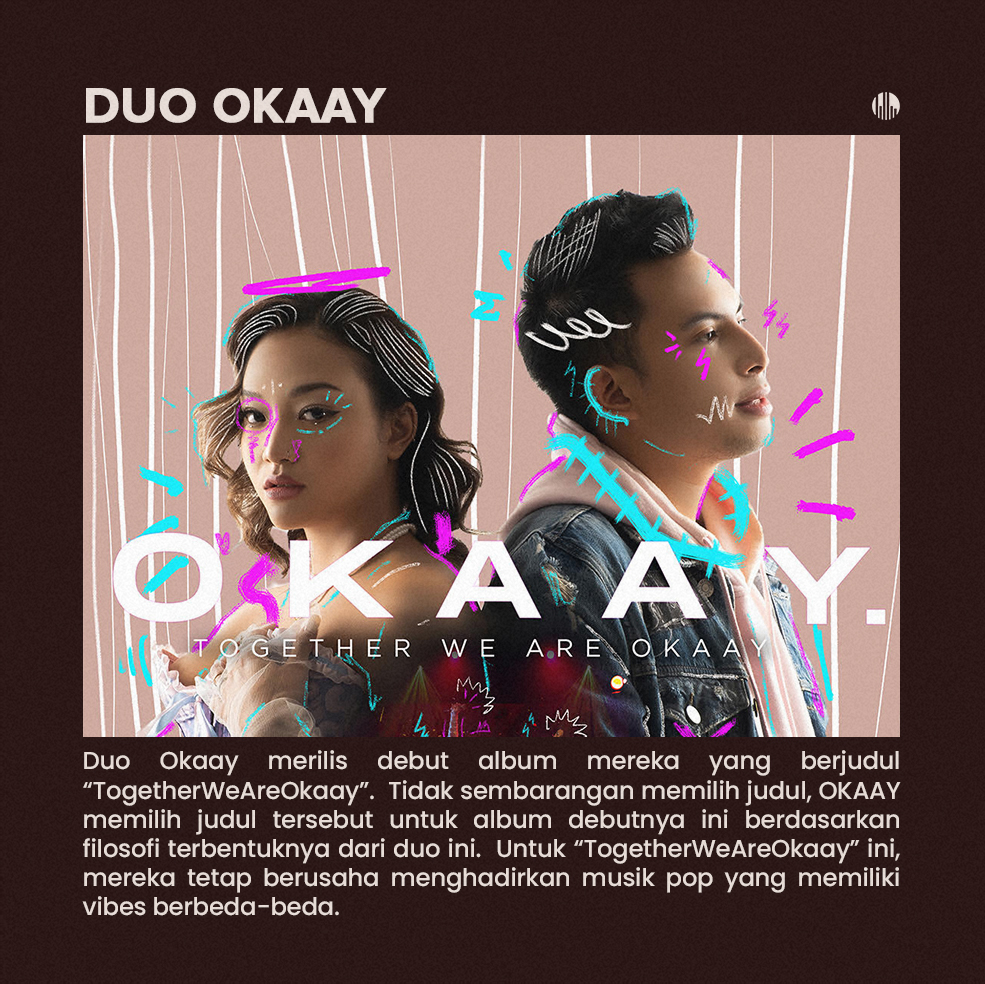 DUO OKAAY
OKAAY.
TOGETHER WE ARE OKAAY
Duo Okaay merilis debut album mereka yang berjudul
“TogetherWeAreOkaay”. Tidak sembarangan memilih judul, OKAAY
memilih judul tersebut untuk album debutnya ini berdasarkan
filosofi terbentuknya dari duo ini. Untuk “TogetherWeAreOkaay” ini,
mereka tetap berusaha menghadirkan musik pop yang memiliki
vibes berbeda-beda.